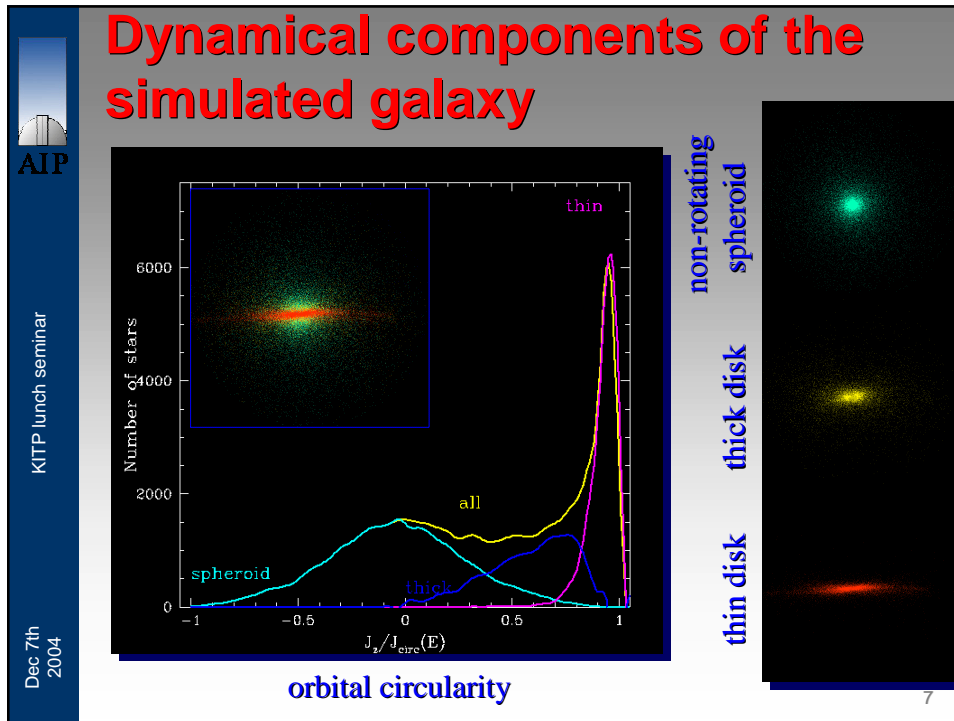 Dynamical components of the
simulated galaxy
AIP
KITP lunch seminar
Dec 7th
2004
thin
6000
4000
2000
0
Number of stars
all
spheroid
thick
−1
−0.5
0
0.5
1
J_z/J_circ(E)
orbital circularity
non-rotating
spheroid
thick disk
thin disk
7